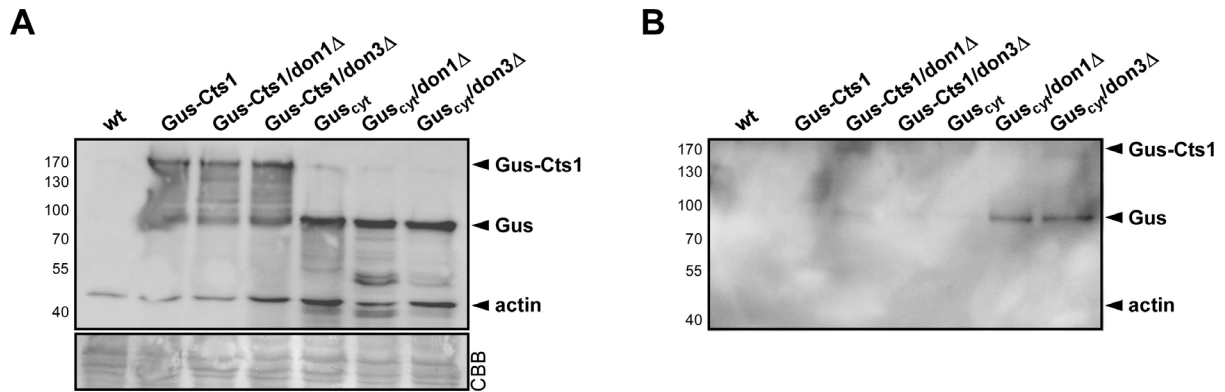 A
wt
Gus-Cts1
Gus-Cts1/don1Δ
Gus-Cts1/don3Δ
Guscyt
Guscyt/don1Δ
Guscyt/don3Δ
170
130
100
70
55
40
Gus-Cts1
Gus
actin
CBB
B
wt
Gus-Cts1
Gus-Cts1/don1Δ
Gus-Cts1/don3Δ
Guscyt
Guscyt/don1Δ
Guscyt/don3Δ
170
130
100
70
55
40
Gus-Cts1
Gus
actin